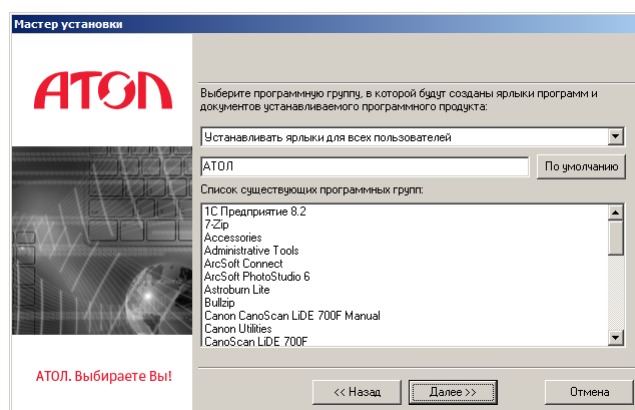 Мастер установки
АТОЛ
Выберите программную группу, в которой будут созданы ярлыки программ и
документов устанавливаемого программного продукта:
Устанавливать ярлыки для всех пользователей
АТОЛ
По умолчанию
Список существующих программных групп:
1С Предприятие 8.2
7-Zip
Accessories
Administrative Tools
ArcSoft Connect
ArcSoft PhotoStudio 6
Astroburn Lite
Bullzip
Canon CanoScan LiDE 700F Manual
Canon Utilities
CanoScan LiDE 700F
АТОЛ. Выбираете Вы!
<< Назад
Далее >>
Отмена